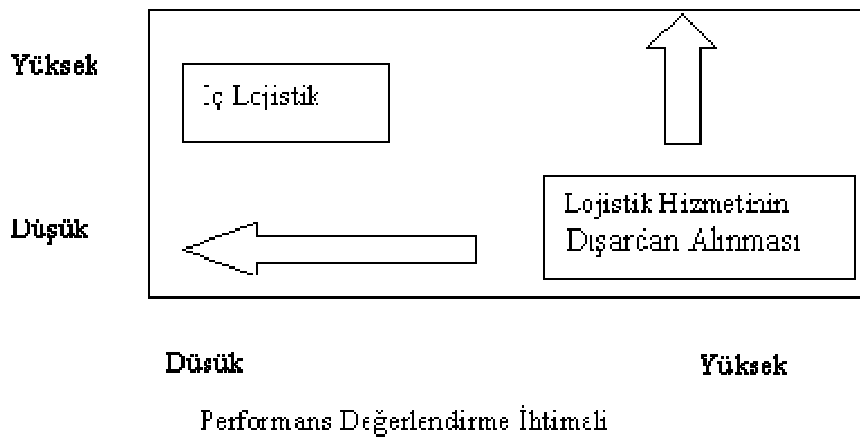 Yüksek
İç Lojistik
Düşük
Lojistik Hizmetinin
Dışardan Alınması
Düşük
Yüksek
Performans Değerlendirme İhtimali